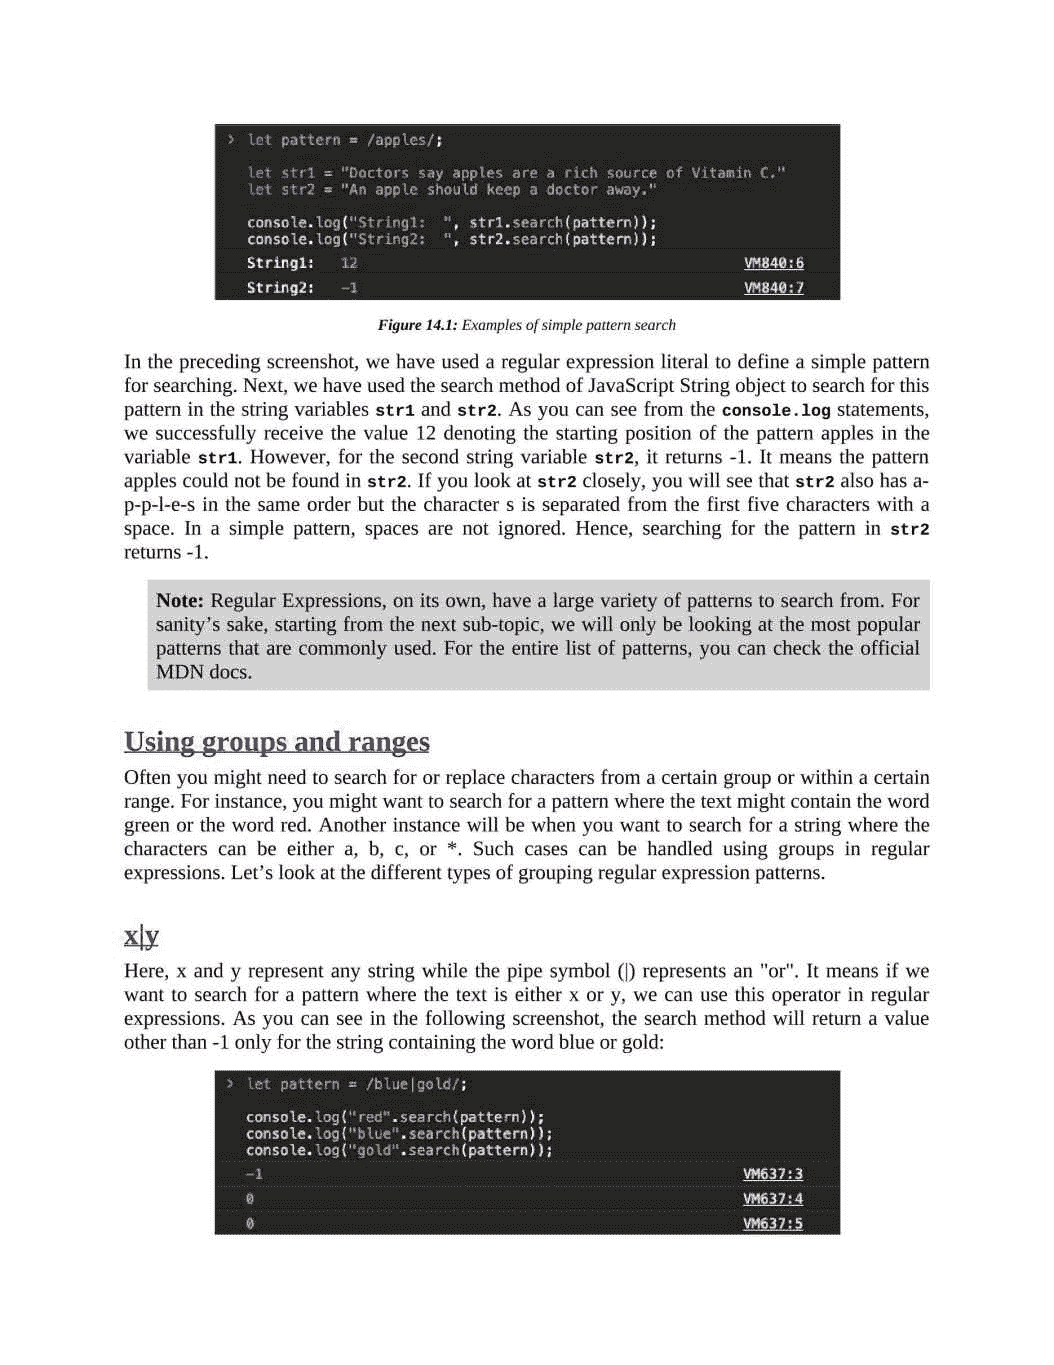 > let pattern = /apples/;
let str1 = "Doctors say apples are a rich source of Vitamin C."
let str2 = "An apple should keep a doctor away."
console.log("String1:  ", str1.search(pattern));
console.log("String2:  ", str2.search(pattern));
String1:   12 VM840:6
String2:   -1 VM840:7
Figure 14.1: Examples of simple pattern search
In the preceding screenshot, we have used a regular expression literal to define a simple pattern
for searching. Next, we have used the search method of JavaScript String object to search for this
pattern in the string variables str1 and str2. As you can see from the console.log statements,
we successfully receive the value 12 denoting the starting position of the pattern apples in the
variable str1. However, for the second string variable str2, it returns -1. It means the pattern
apples could not be found in str2. If you look at str2 closely, you will see that str2 also has a-
p-p-l-e-s in the same order but the character s is separated from the first five characters with a
space. In a simple pattern, spaces are not ignored. Hence, searching for the pattern in str2
returns -1.
Note: Regular Expressions, on its own, have a large variety of patterns to search from. For
sanity's sake, starting from the next sub-topic, we will only be looking at the most popular
patterns that are commonly used. For the entire list of patterns, you can check the official
MDN docs.
Using groups and ranges
Often you might need to search for or replace characters from a certain group or within a certain
range. For instance, you might want to search for a pattern where the text might contain the word
green or the word red. Another instance will be when you want to search for a string where the
characters can be either a, b, c, or *. Such cases can be handled using groups in regular
expressions. Let's look at the different types of grouping regular expression patterns.
x|y
Here, x and y represent any string while the pipe symbol (|) represents an "or". It means if we
want to search for a pattern where the text is either x or y, we can use this operator in regular
expressions. As you can see in the following screenshot, the search method will return a value
other than -1 only for the string containing the word blue or gold:
> let pattern = /blue|gold/;
console.log("red".search(pattern));
console.log("blue".search(pattern));
console.log("gold".search(pattern));
-1 VM637:3
0 VM637:4
0 VM637:5